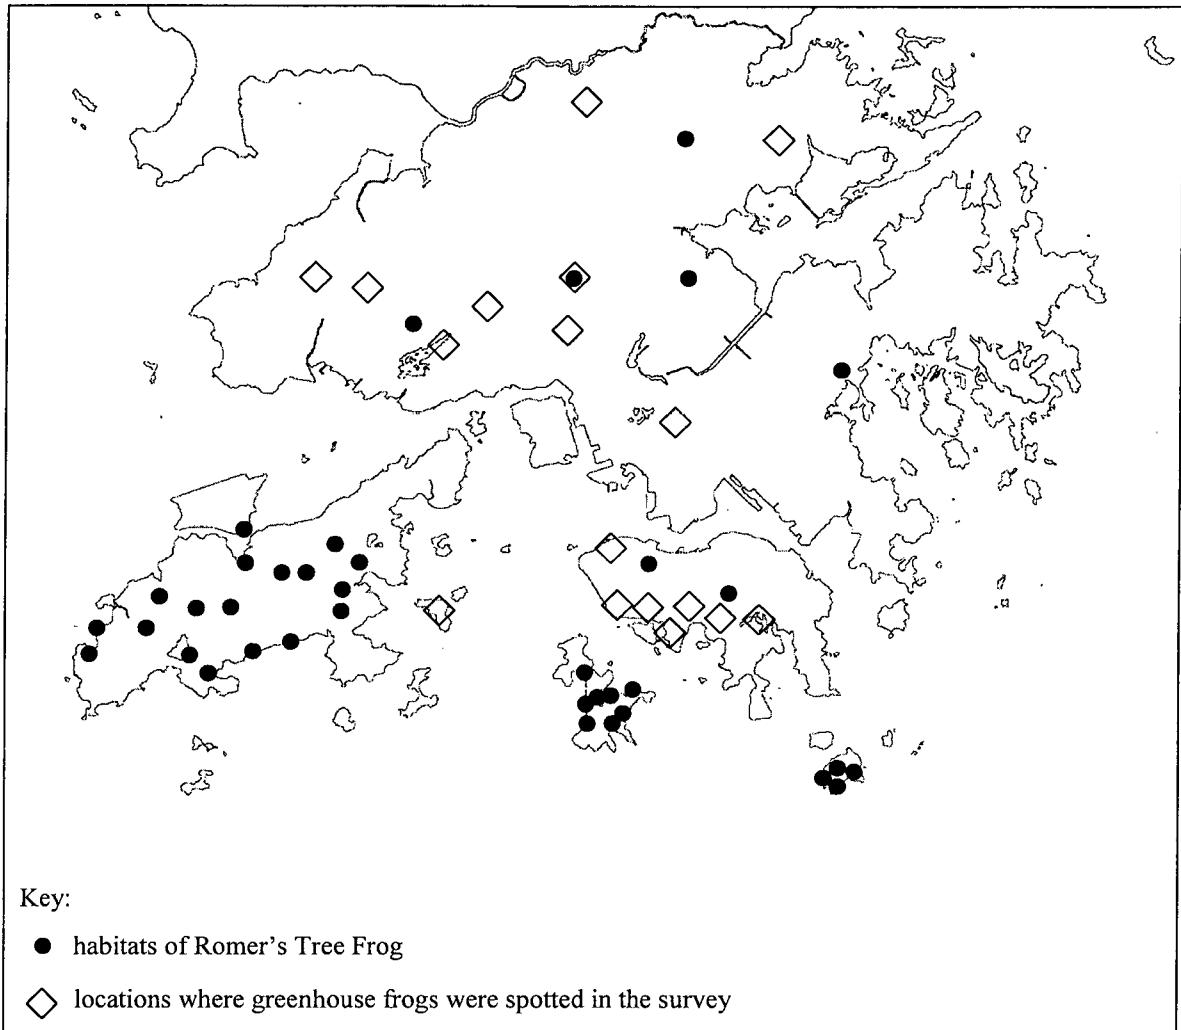 Key:
habitats of Romer's Tree Frog
locations where greenhouse frogs were spotted in the survey